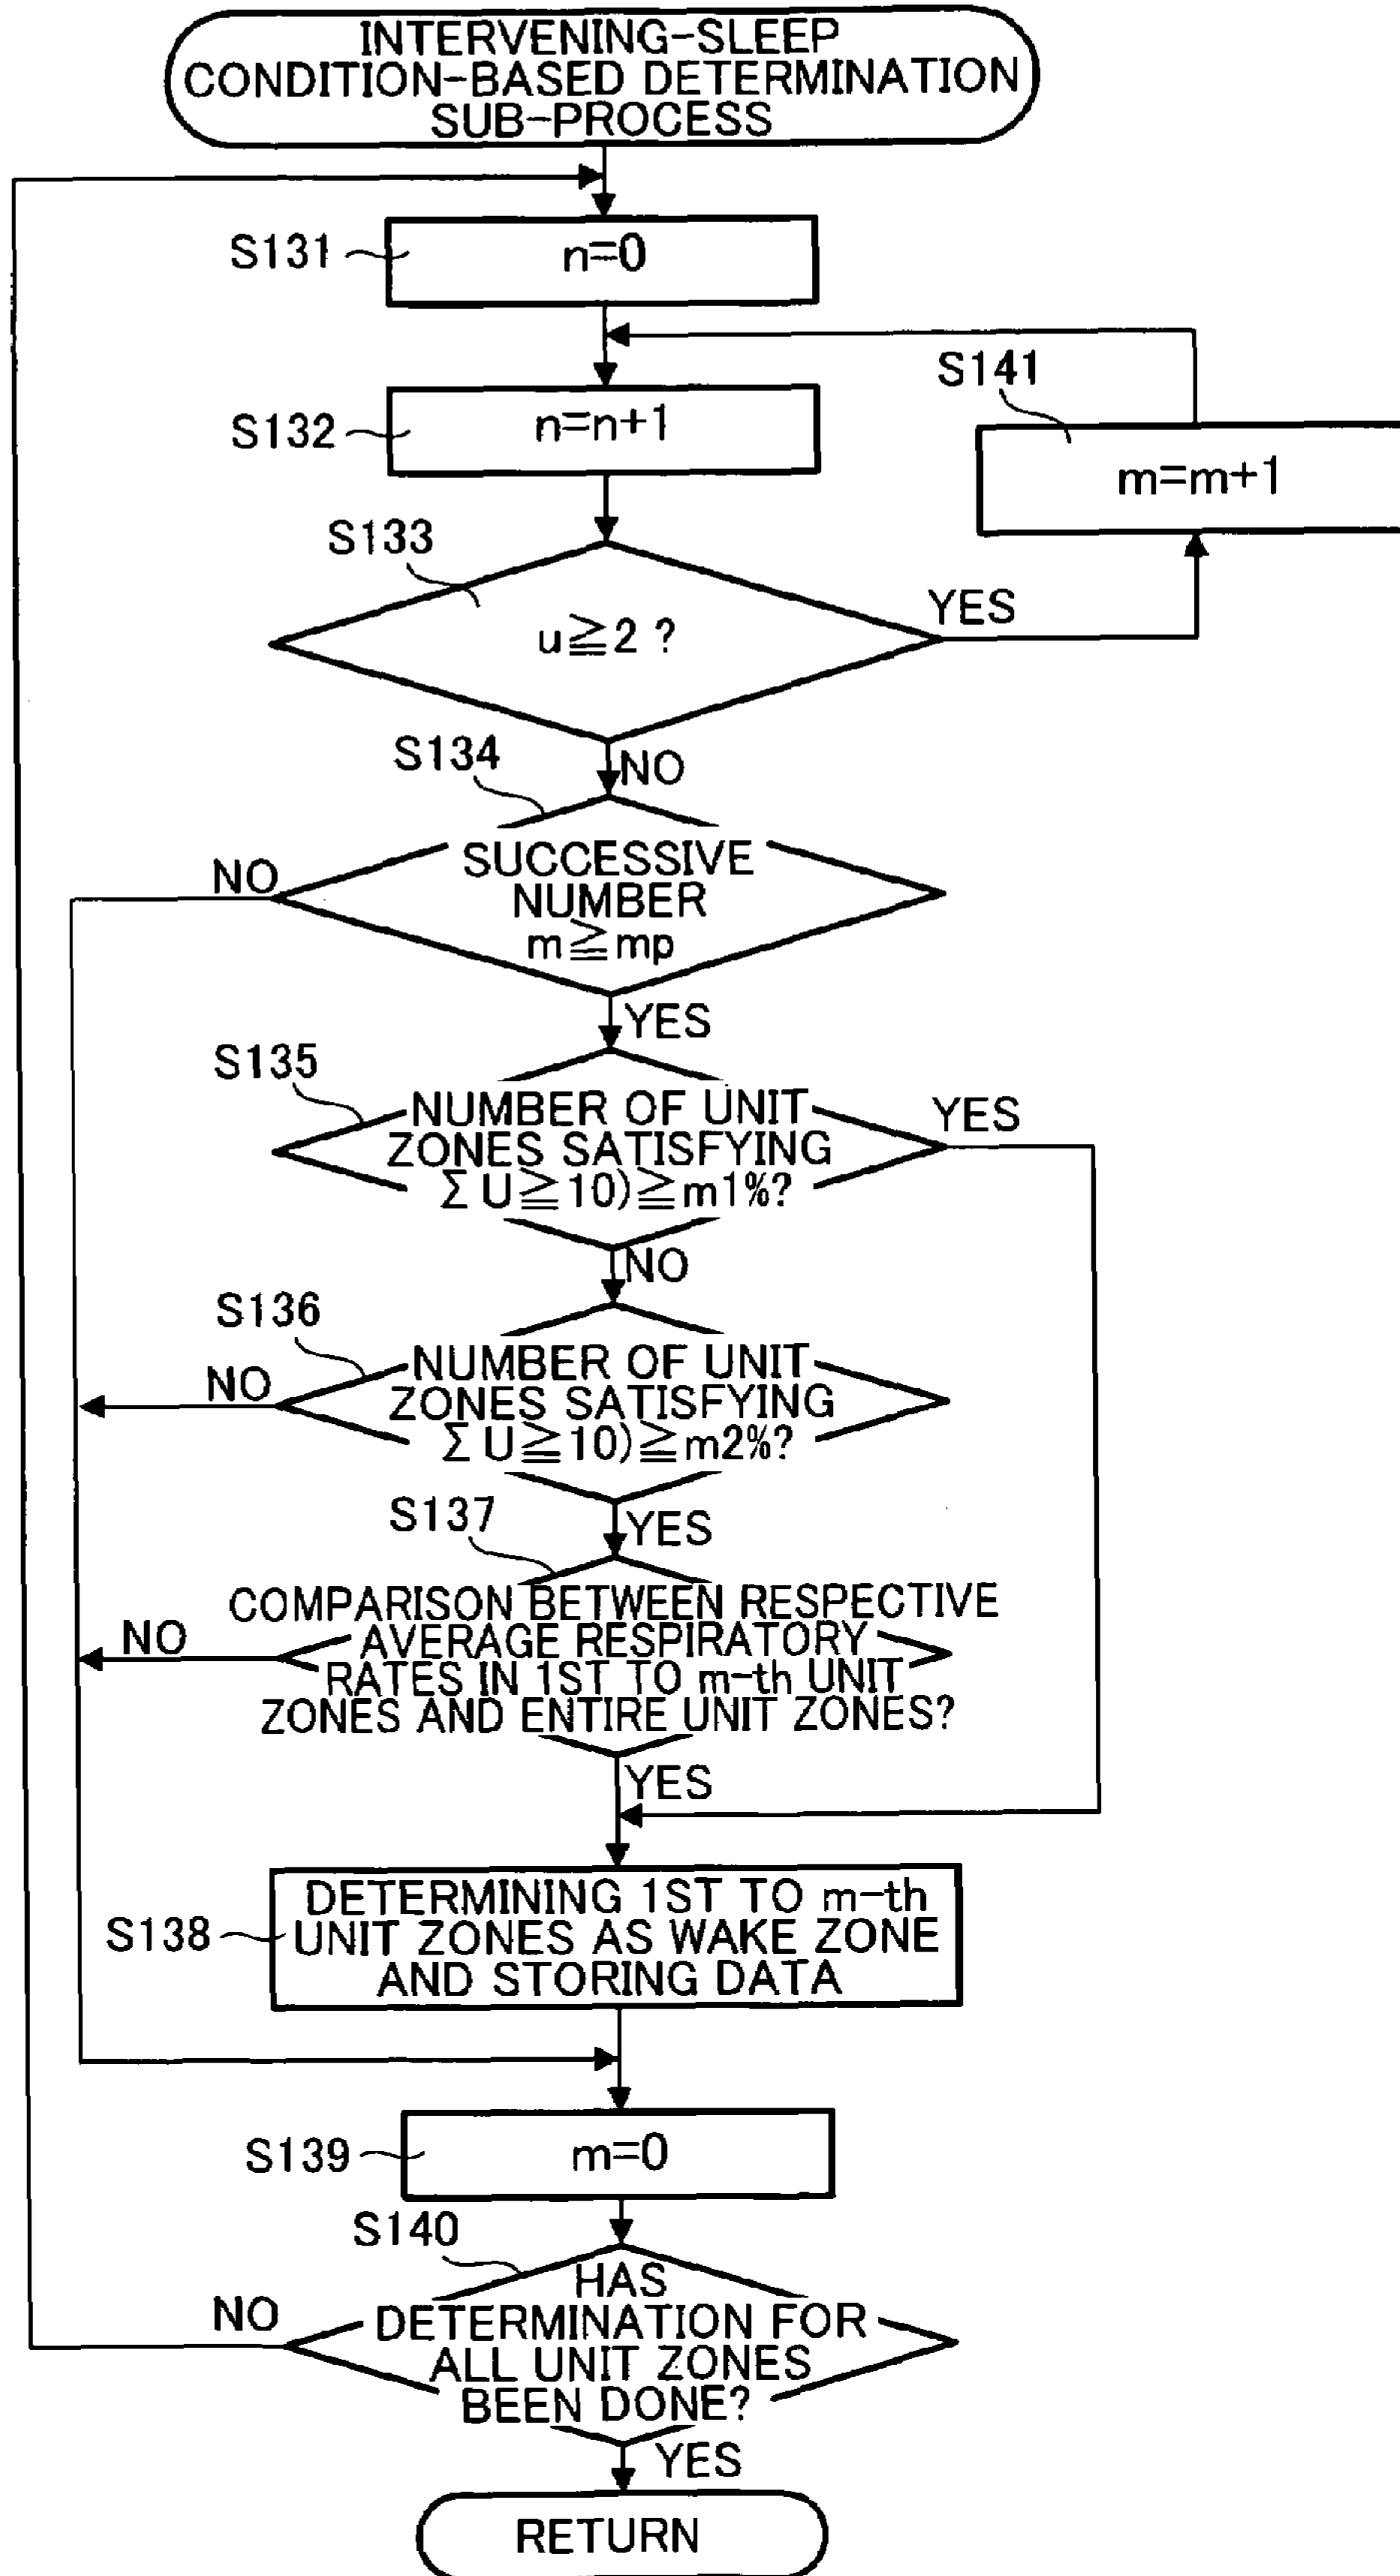 INTERVENING-SLEEP
CONDITION-BASED DETERMINATION
SUB-PROCESS
S131
n=0
S132
n=n+1
S141
m=m+1
S133
u≧2 ?
YES
NO
S134
SUCCESSIVE
NUMBER
m≧mp
NO
YES
S135
NUMBER OF UNIT
ZONES SATISFYING
ΣU≧10)≧m1%?
YES
NO
S136
NUMBER OF UNIT
ZONES SATISFYING
ΣU≧10)≧m2%?
NO
YES
S137
COMPARISON BETWEEN RESPECTIVE
AVERAGE RESPIRATORY
RATES IN 1ST TO m-th UNIT
ZONES AND ENTIRE UNIT ZONES?
NO
YES
S138
DETERMINING 1ST TO m-th
UNIT ZONES AS WAKE ZONE
AND STORING DATA
S139
m=0
S140
HAS
DETERMINATION FOR
ALL UNIT ZONES
BEEN DONE?
NO
YES
RETURN